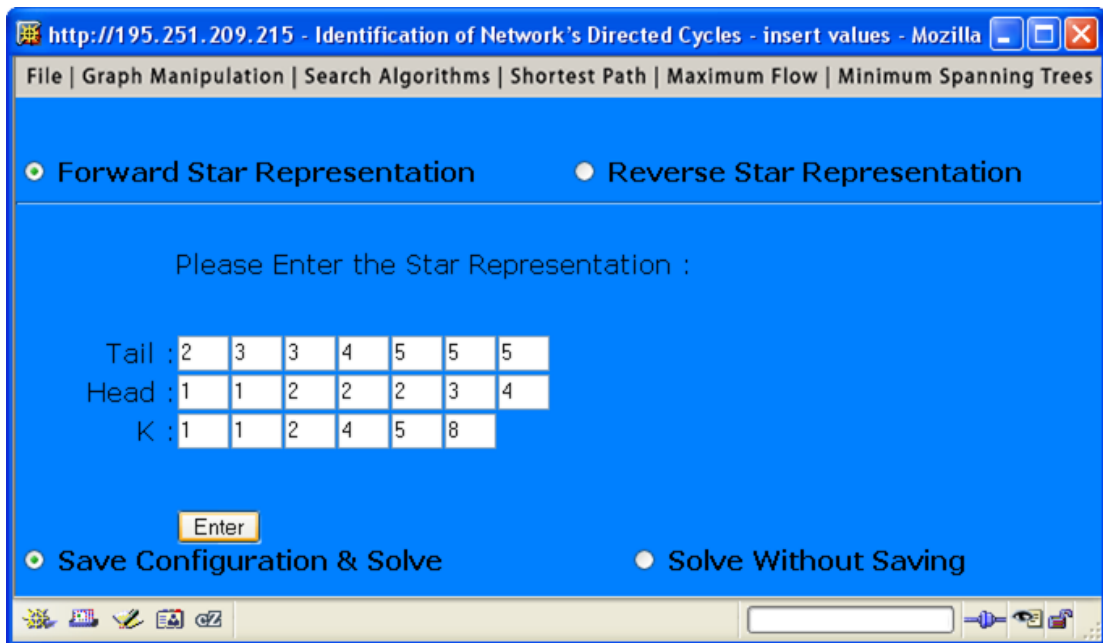 http://195.251.209.215 - Identification of Network's Directed Cycles - insert values - Mozilla
File | Graph Manipulation | Search Algorithms | Shortest Path | Maximum Flow | Minimum Spanning Trees
Forward Star Representation Reverse Star Representation
Please Enter the Star Representation :
Tail : 2 3 3 4 5 5 5
Head : 1 1 2 2 2 3 4
K : 1 1 2 4 5 8
Enter
Save Configuration & Solve Solve Without Saving